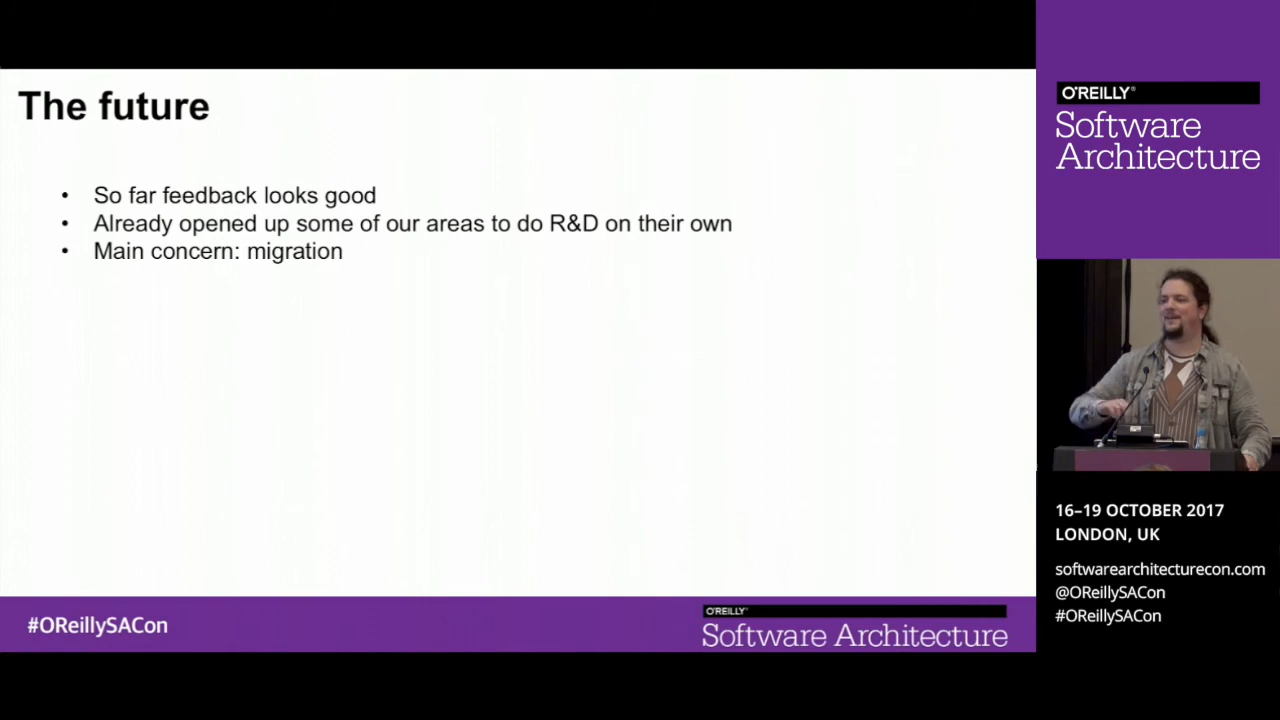 The future
• So far feedback looks good
• Already opened up some of our areas to do R&D on their own
• Main concern: migration
#OReillySACon
O'REILLY®
Software Architecture
O'REILLY®
Software
Architecture
16–19 OCTOBER 2017
LONDON, UK
softwarearchitecturecon.com
@OReillySACon
#OReillySACon